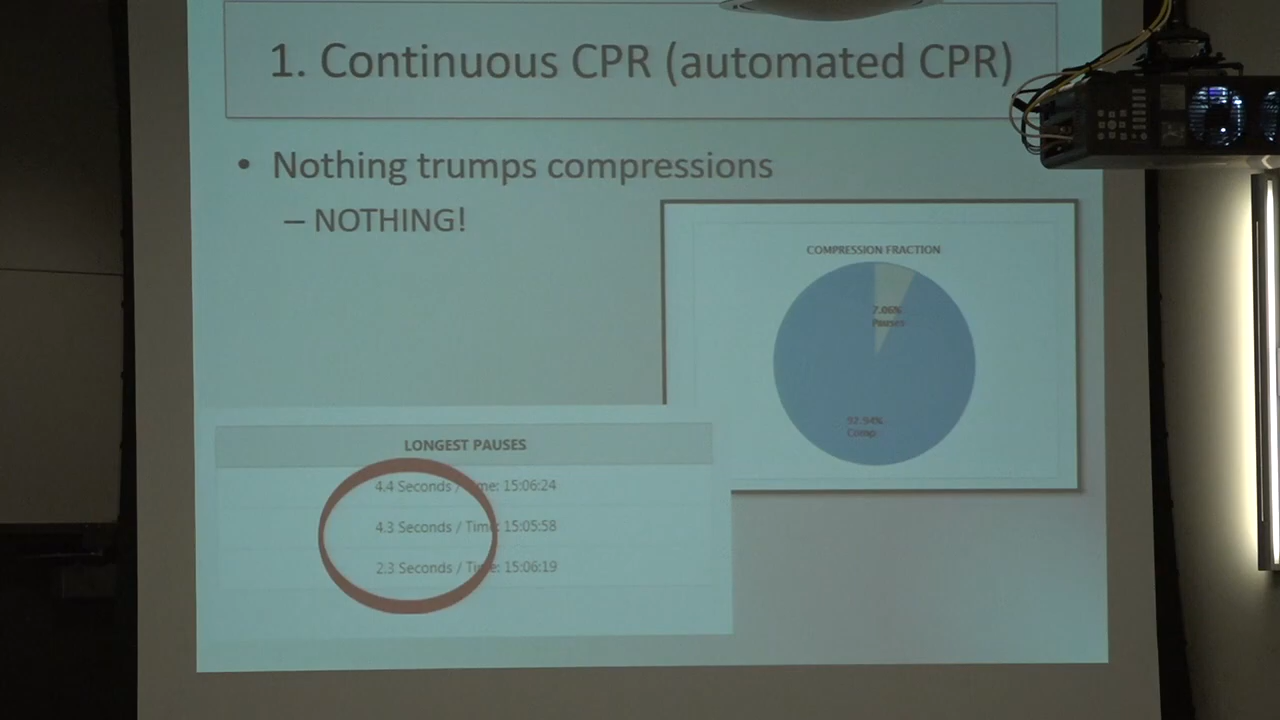 1. Continuous CPR (automated CPR)
• Nothing trumps compressions
– NOTHING!
COMPRESSION FRACTION
7.06%
Pauses
92.94%
Comp
LONGEST PAUSES
4.4 Seconds / Time: 15:06:24
4.3 Seconds / Time: 15:05:58
2.3 Seconds / Time: 15:06:19